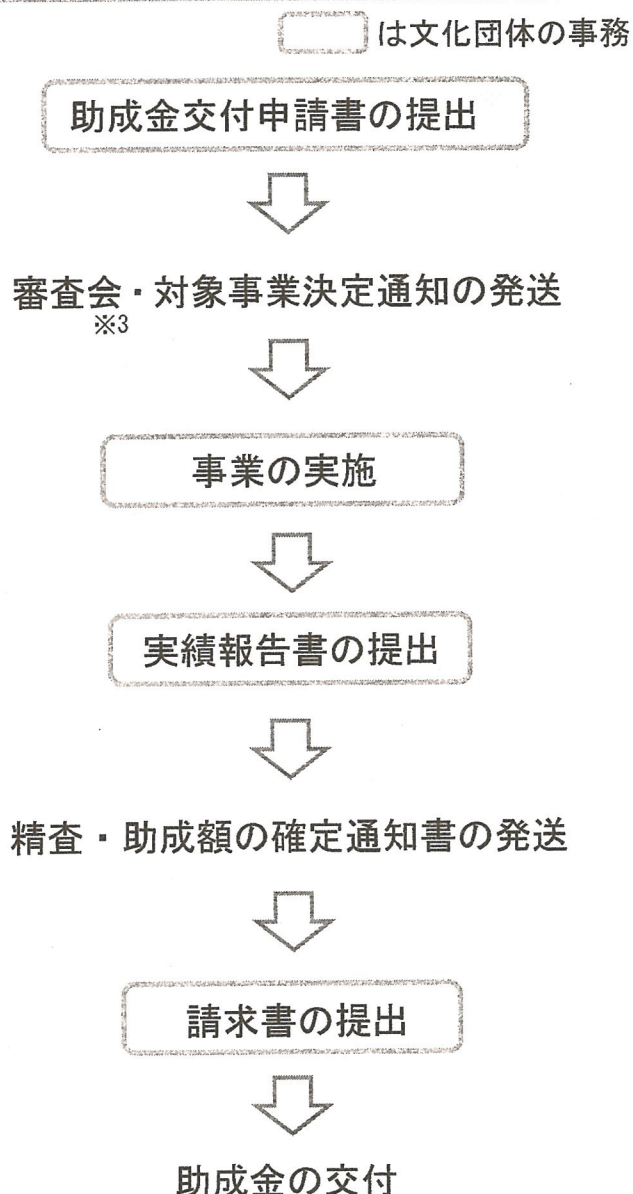 は文化団体の事務
助成金交付申請書の提出
審査会・対象事業決定通知の発送
※3
事業の実施
実績報告書の提出
精査・助成額の確定通知書の発送
請求書の提出
助成金の交付